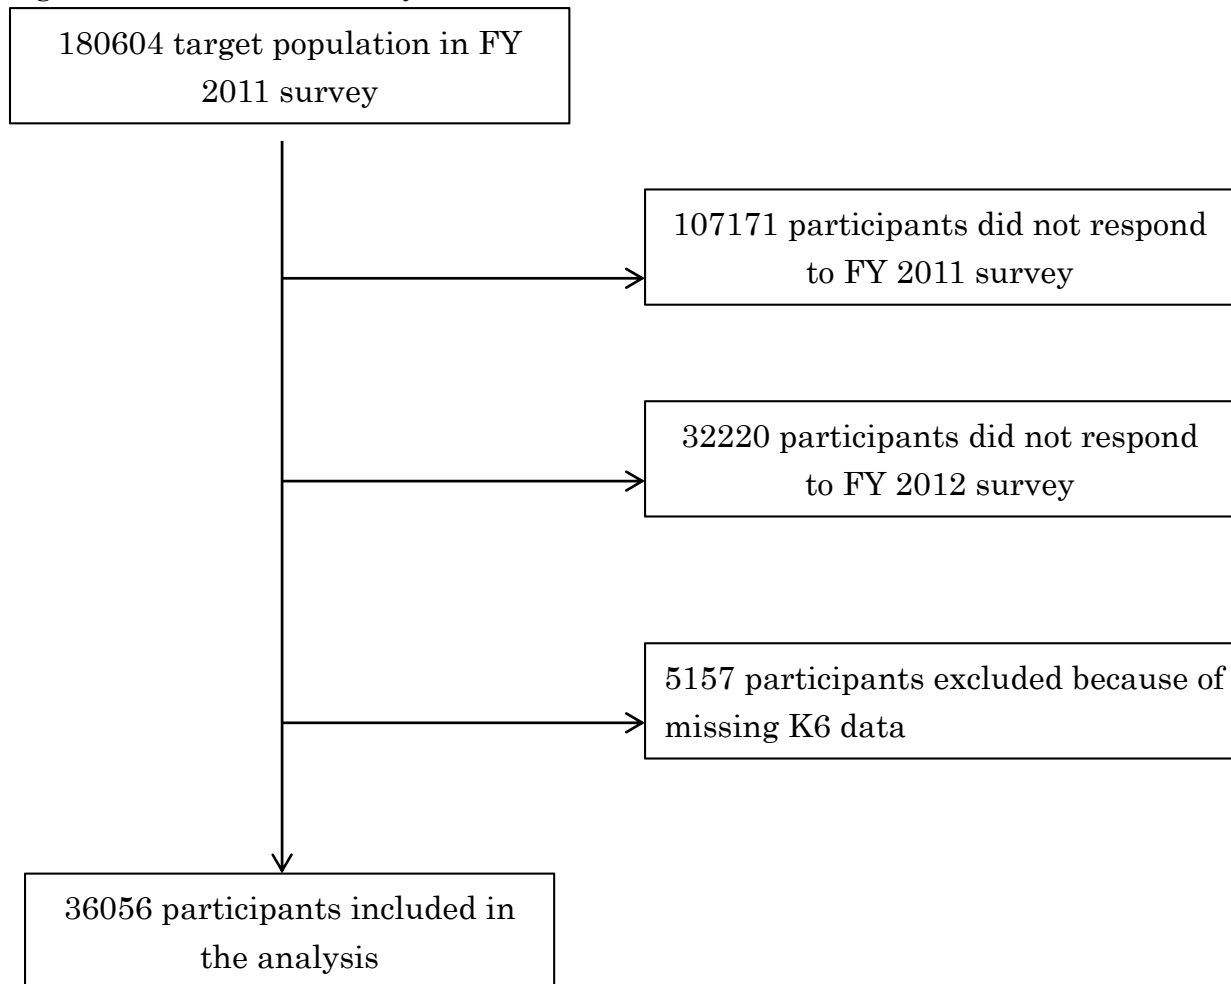 180604 target population in FY
2011 survey
107171 participants did not respond
to FY 2011 survey
32220 participants did not respond
to FY 2012 survey
5157 participants excluded because of
missing K6 data
36056 participants included in
the analysis